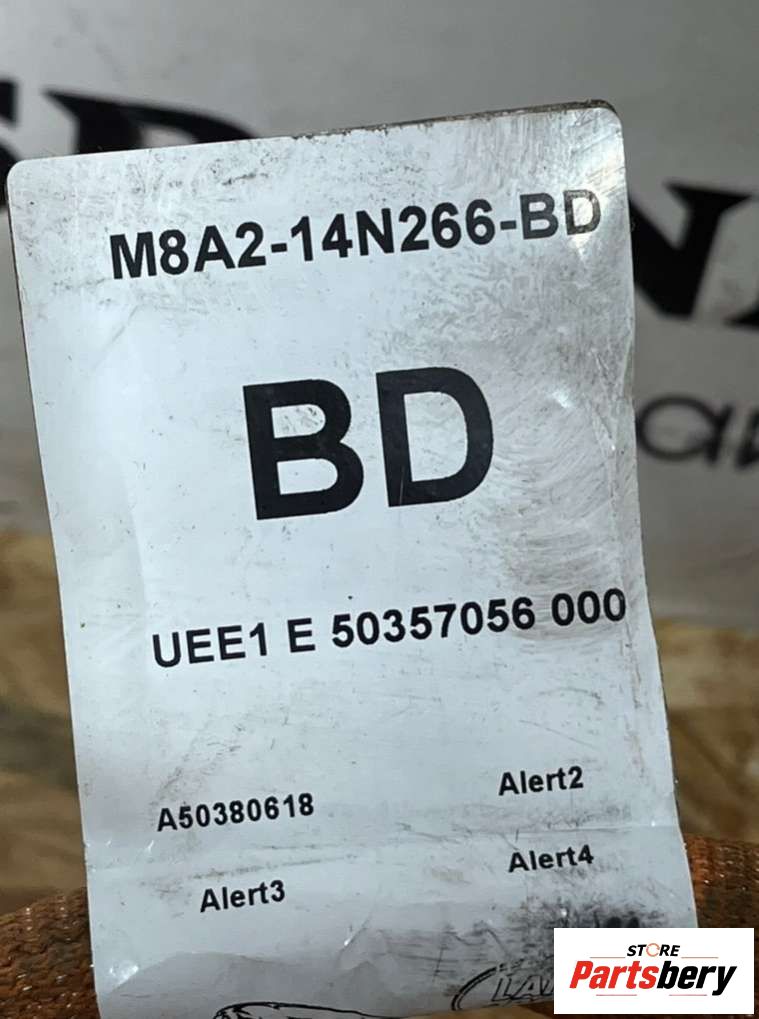 M8A2-14N266-BD
BD
UEE1 E 50357056 000
A50380618
Alert2
Alert3
Alert4
STORE
Partsbery